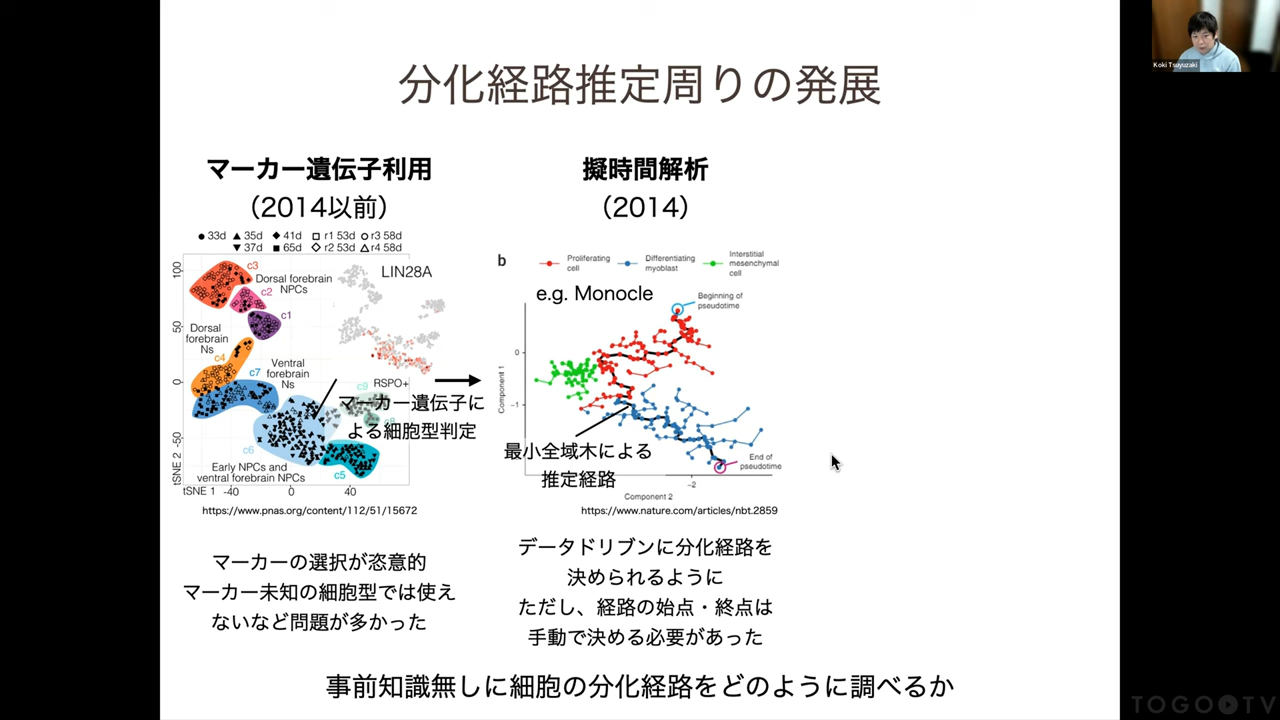 Koki Tsuyuzaki
分化経路推定周りの発展
マーカー遺伝子利用
（2014以前）
33d 35d 41d r1 53d r3 58d
37d 65d r2 53d r4 58d
LIN28A
c3
Dorsal forebrain
NPCs
c2
c1
Dorsal
forebrain
Ns
c4
c7
Ventral
forebrain
Ns
c9
RSPO+
マーカー遺伝子に
よる細胞型判定
c6
Early NPCs and
ventral forebrain NPCs
c5
100
50
0
-50
tSNE 2
tSNE 1 -40 0 40
https://www.pnas.org/content/112/51/15672
マーカーの選択が恣意的
マーカー未知の細胞型では使え
ないなど問題が多かった
擬時間解析
（2014）
b
Proliferating
cell
Differentiating
myoblast
Interstitial
mesenchymal
cell
e.g. Monocle
Beginning of
pseudotime
0
-1
Component 1
最小全域木による
推定経路
End of
pseudotime
-2
Component 2
https://www.nature.com/articles/nbt.2859
データドリブンに分化経路を
決められるように
ただし、経路の始点・終点は
手動で決める必要があった
事前知識無しに細胞の分化経路をどのように調べるか
TOGO TV